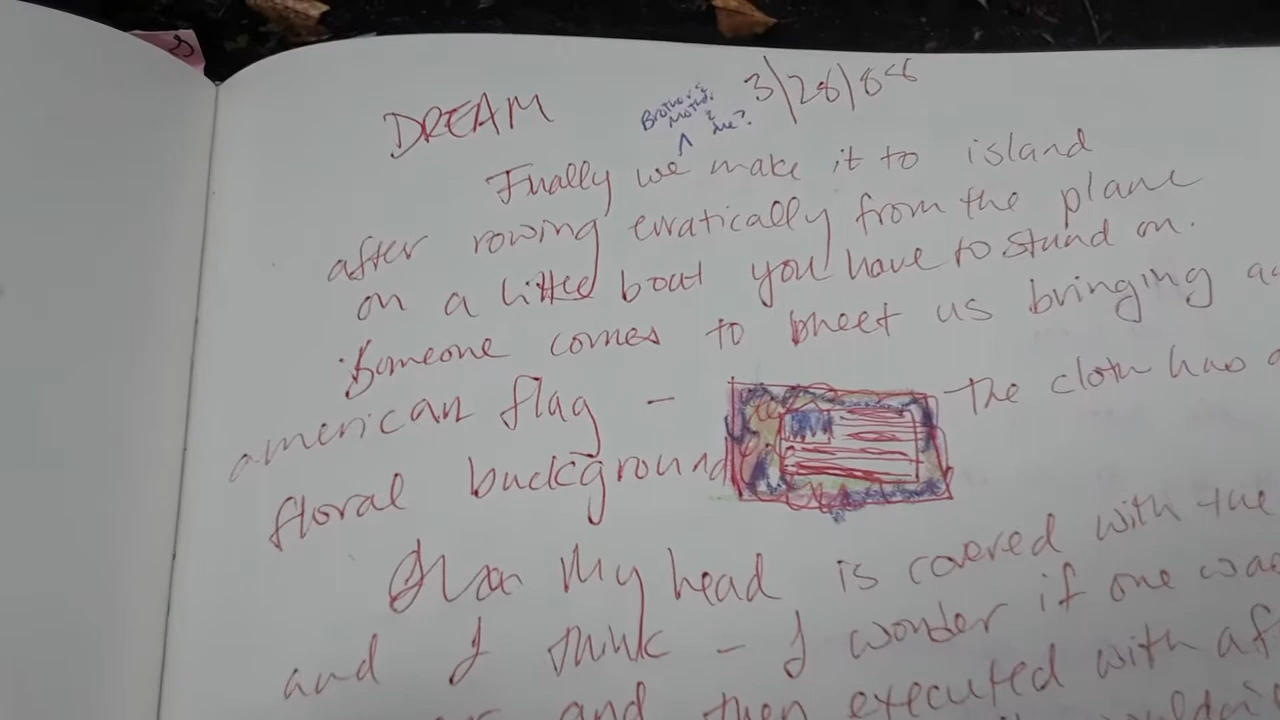 DREAM
3/28/88
Brother &
Mother
& me?
Finally we make it to island
after rowing erratically from the plane
on a little boat you have to stand on.
Someone comes to meet us bringing
american flag — The cloth has
floral background
My head is covered with the
and I think - I wonder if one was
and then executed with